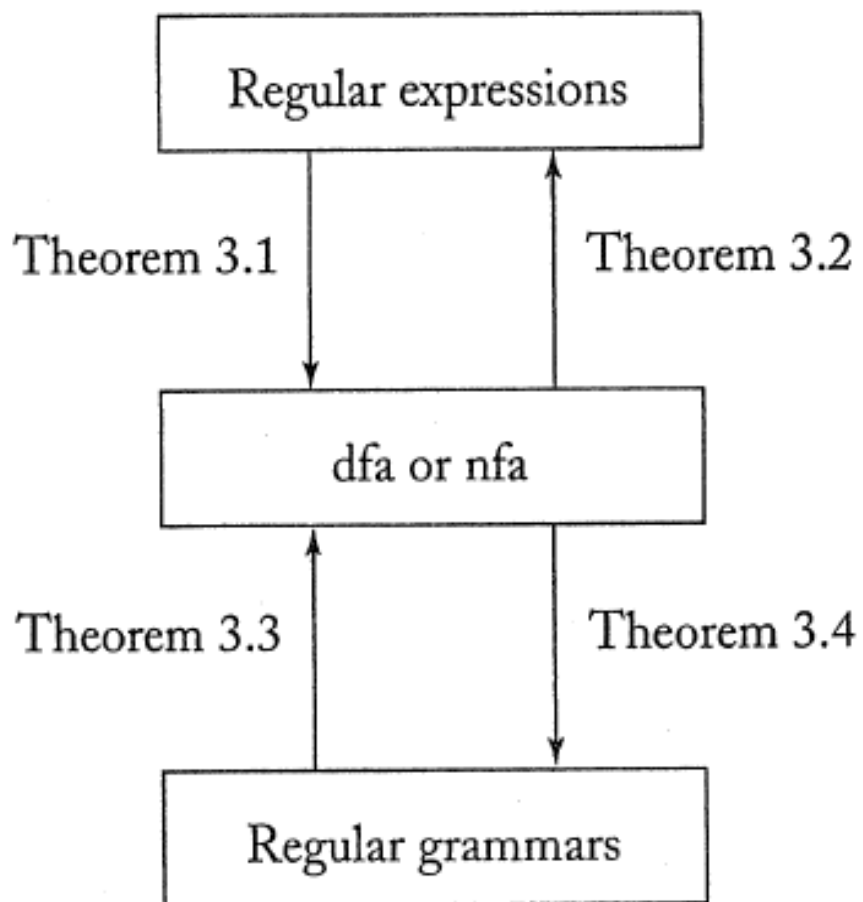 Regular expressions
Theorem 3.1
Theorem 3.2
dfa or nfa
Theorem 3.3
Theorem 3.4
Regular grammars